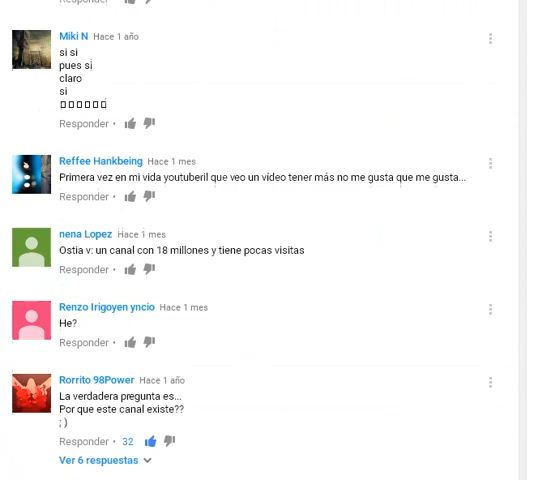 Responder •
Miki N Hace 1 año
si si
pues si
claro
si
▯▯▯▯▯▯
Responder •
Reffee Hankbeing Hace 1 mes
Primera vez en mi vida youtuberil que veo un vídeo tener más no me gusta que me gusta...
Responder •
nena Lopez Hace 1 mes
Ostia v: un canal con 18 millones y tiene pocas visitas
Responder •
Renzo Irigoyen yncio Hace 1 mes
He?
Responder •
Rorrito 98Power Hace 1 año
La verdadera pregunta es...
Por que este canal existe??
; )
Responder • 32
Ver 6 respuestas